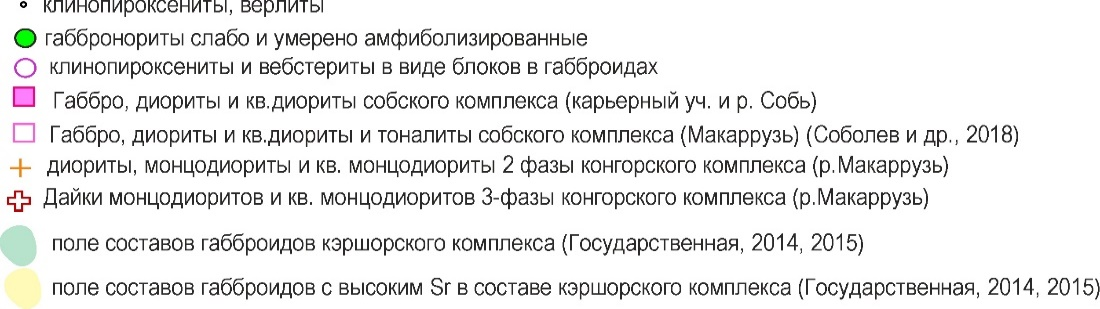 клинопироксениты, верлиты
габбронориты слабо и умерено амфиболизированные
клинопироксениты и вебстериты в виде блоков в габброидах
Габбро, диориты и кв.диориты собского комплекса (карьерный уч. и р. Собь)
Габбро, диориты и кв.диориты и тоналиты собского комплекса (Макаррузь) (Соболев и др., 2018)
диориты, монцодиориты и кв. монцодиориты 2 фазы конгорского комплекса (р.Макаррузь)
Дайки монцодиоритов и кв. монцодиоритов 3-фазы конгорского комплекса (р.Макаррузь)
поле составов габброидов кэршорского комплекса (Государственная, 2014, 2015)
поле составов габброидов с высоким Sr в составе кэршорского комплекса (Государственная, 2014, 2015)